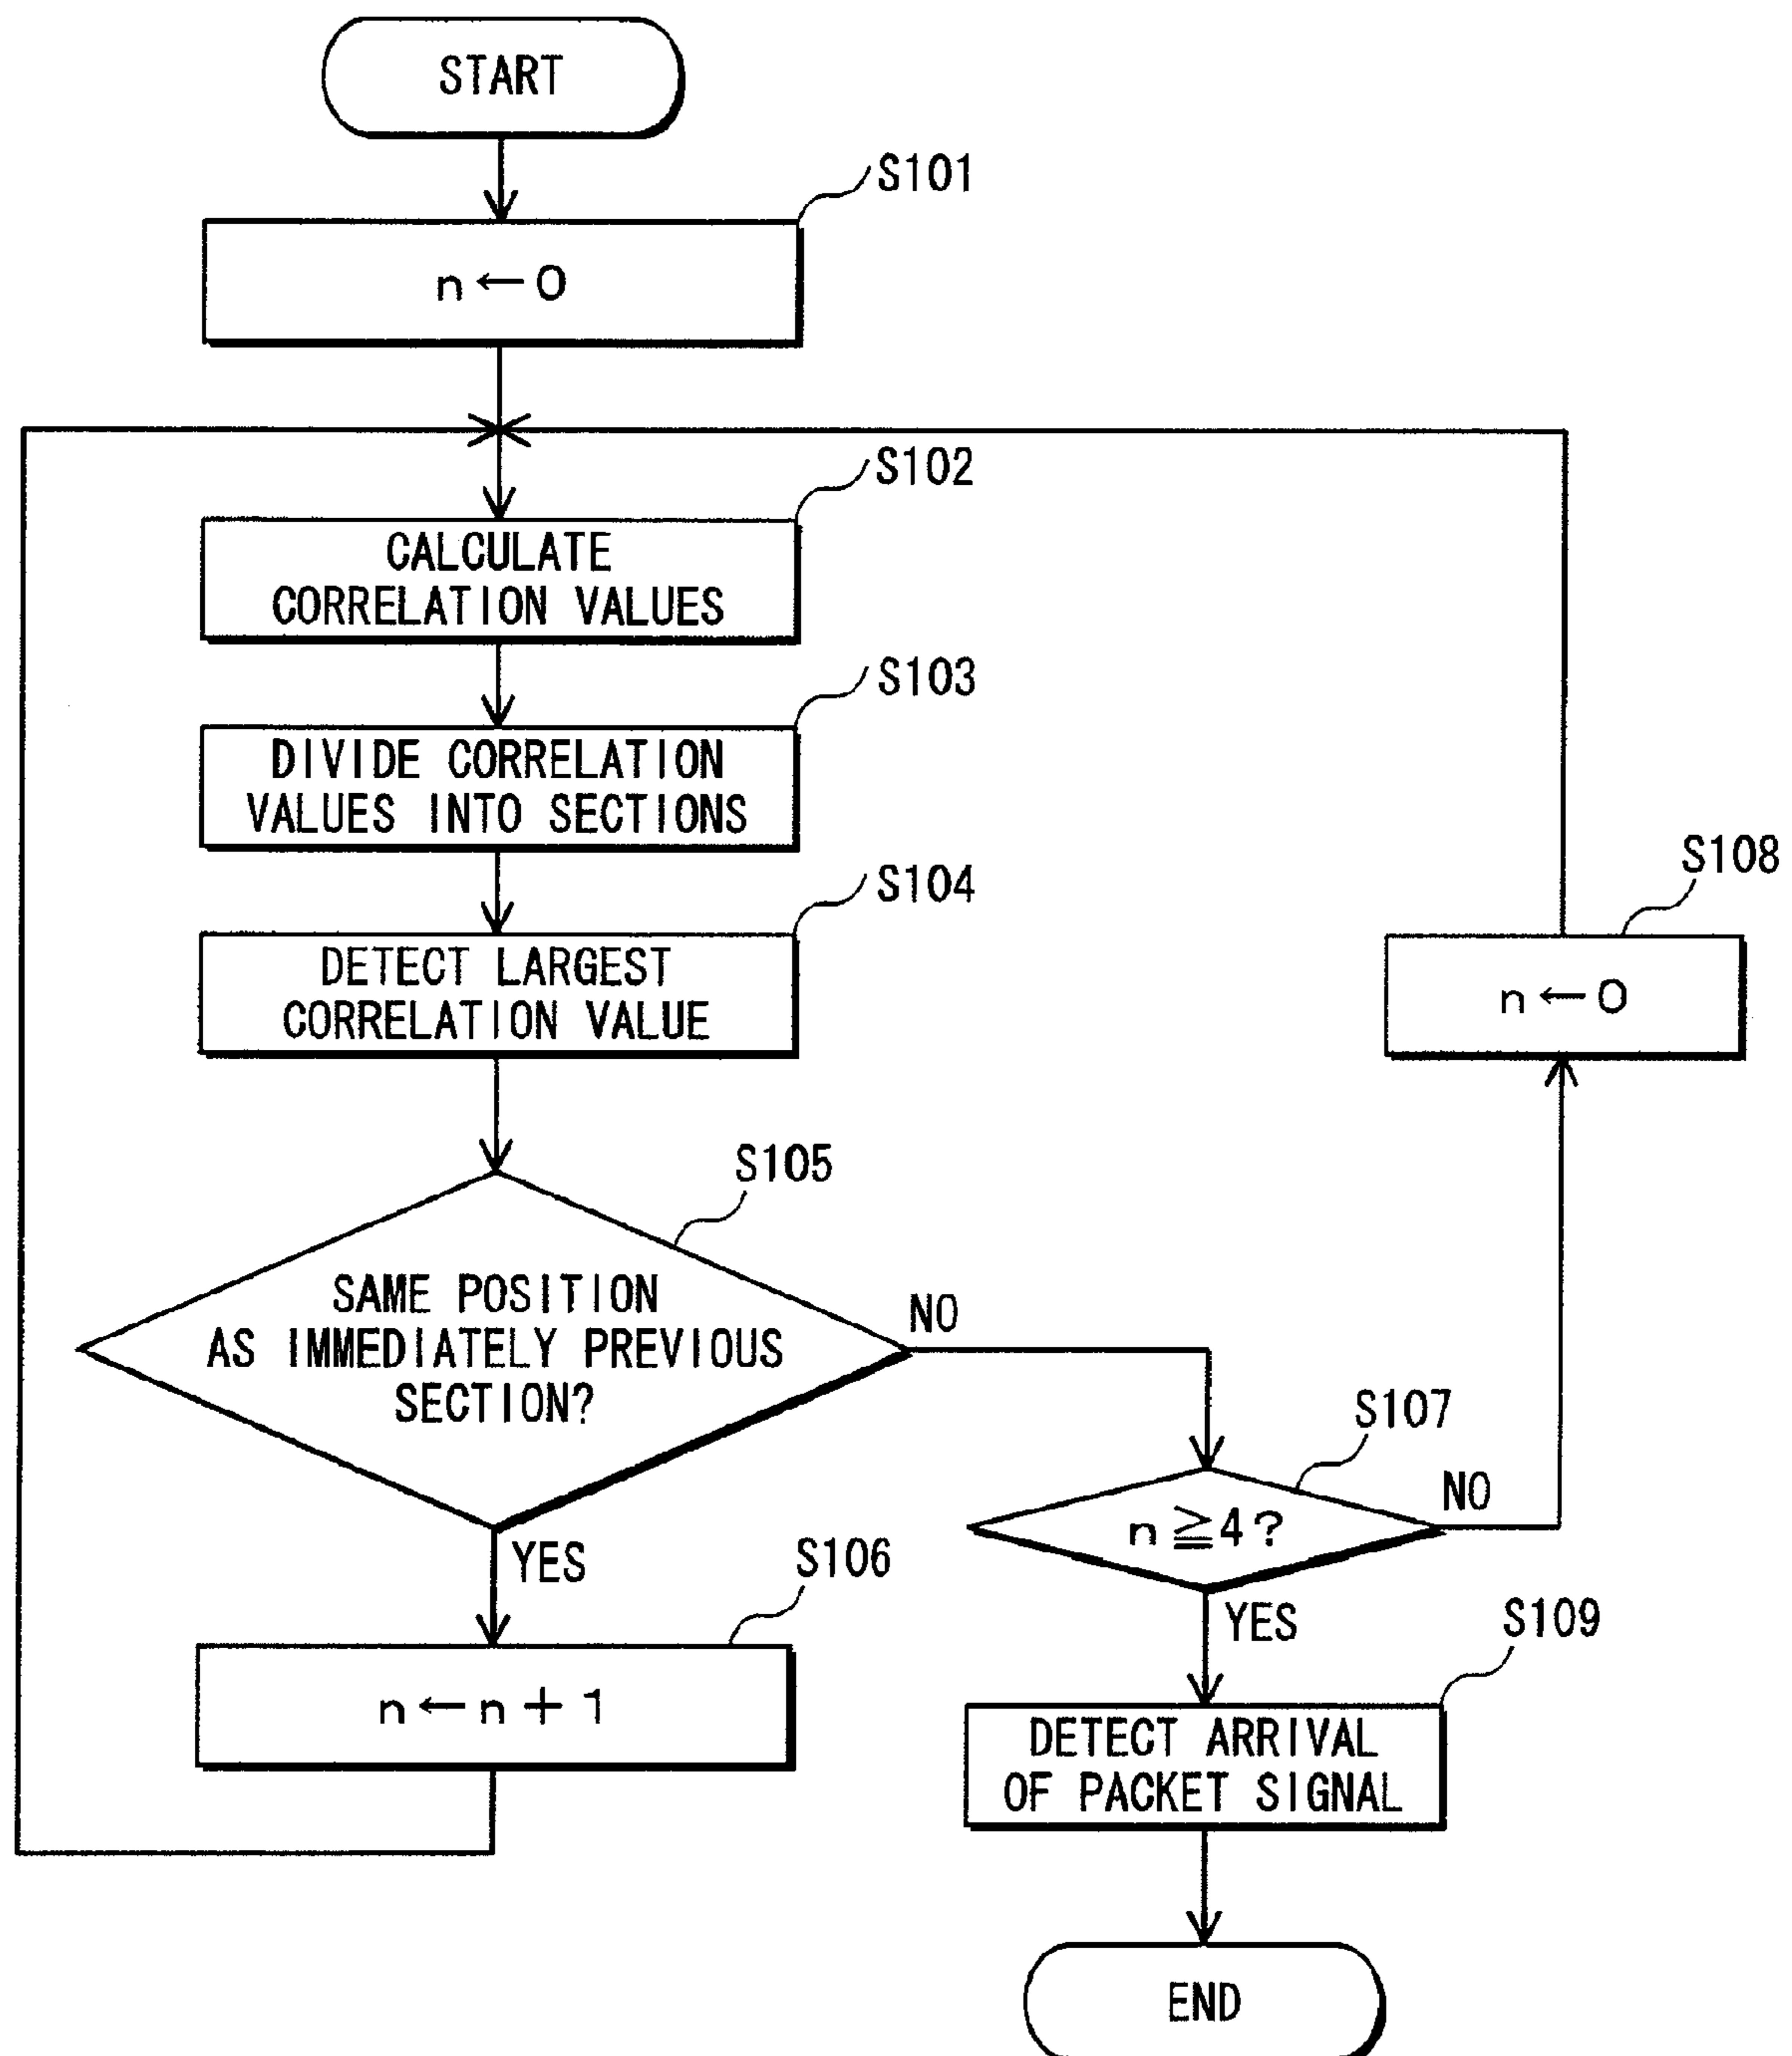 START
S101
n ← 0
S102
CALCULATE
CORRELATION VALUES
S103
DIVIDE CORRELATION
VALUES INTO SECTIONS
S104
DETECT LARGEST
CORRELATION VALUE
S108
n ← 0
S105
SAME POSITION
AS IMMEDIATELY PREVIOUS
SECTION?
NO
S107
n ≧ 4 ?
NO
YES
S106
n ← n + 1
YES
S109
DETECT ARRIVAL
OF PACKET SIGNAL
END